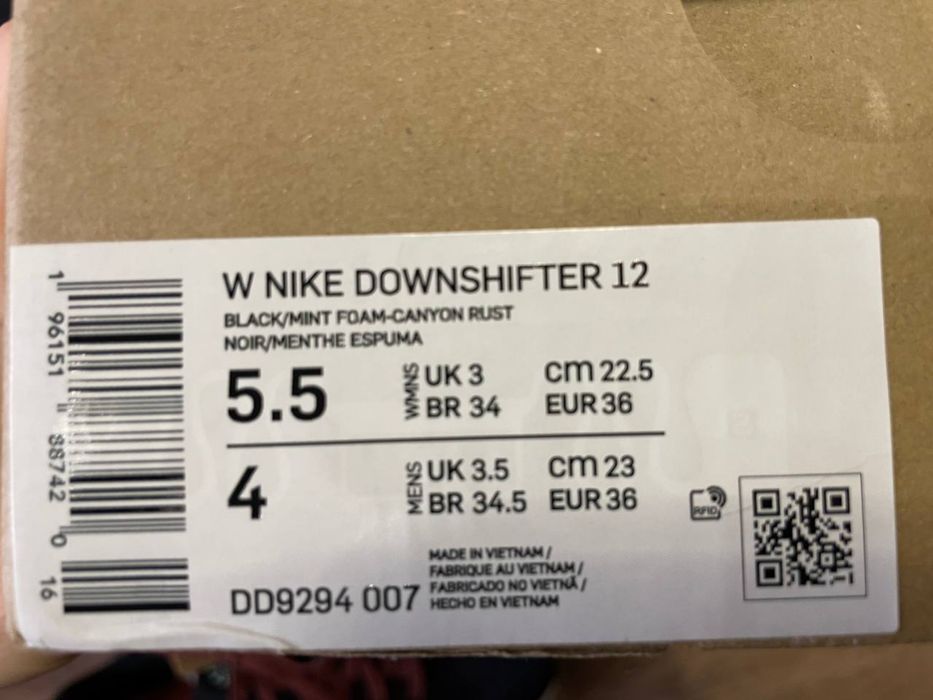 W NIKE DOWNSHIFTER 12
BLACK/MINT FOAM-CANYON RUST
NOIR/MENTHE ESPUMA
5.5 WMNS UK 3 cm 22.5
BR 34 EUR 36
4 MENS UK 3.5 cm 23
BR 34.5 EUR 36
RFID
MADE IN VIETNAM /
FABRIQUE AU VIETNAM /
FABRICADO NO VIETNÃ /
HECHO EN VIETNAM
DD9294 007
1 96151 88742 0
16